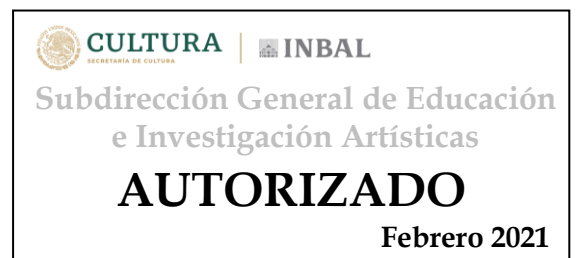 CULTURA
SECRETARÍA DE CULTURA
INBAL
Subdirección General de Educación
e Investigación Artísticas
AUTORIZADO
Febrero 2021